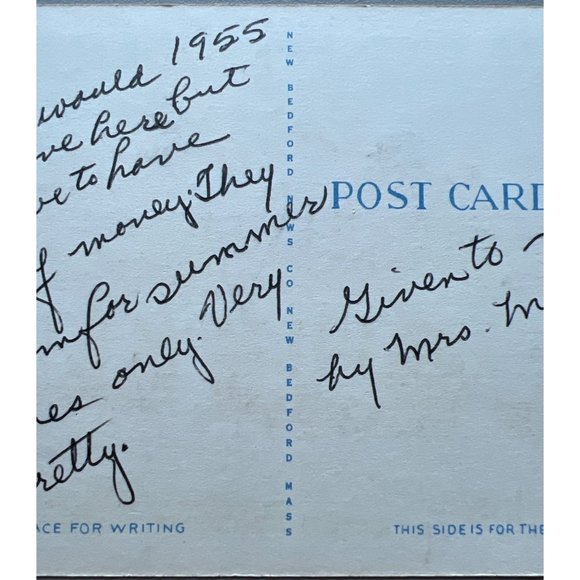 would 1955
ve here but
ve to have
f money. They
m for summer
es only. Very
retty.
NEW BEDFORD NEWS CO NEW BEDFORD MASS
POST CARD
Given to
by Mrs. M
ACE FOR WRITING
THIS SIDE IS FOR THE